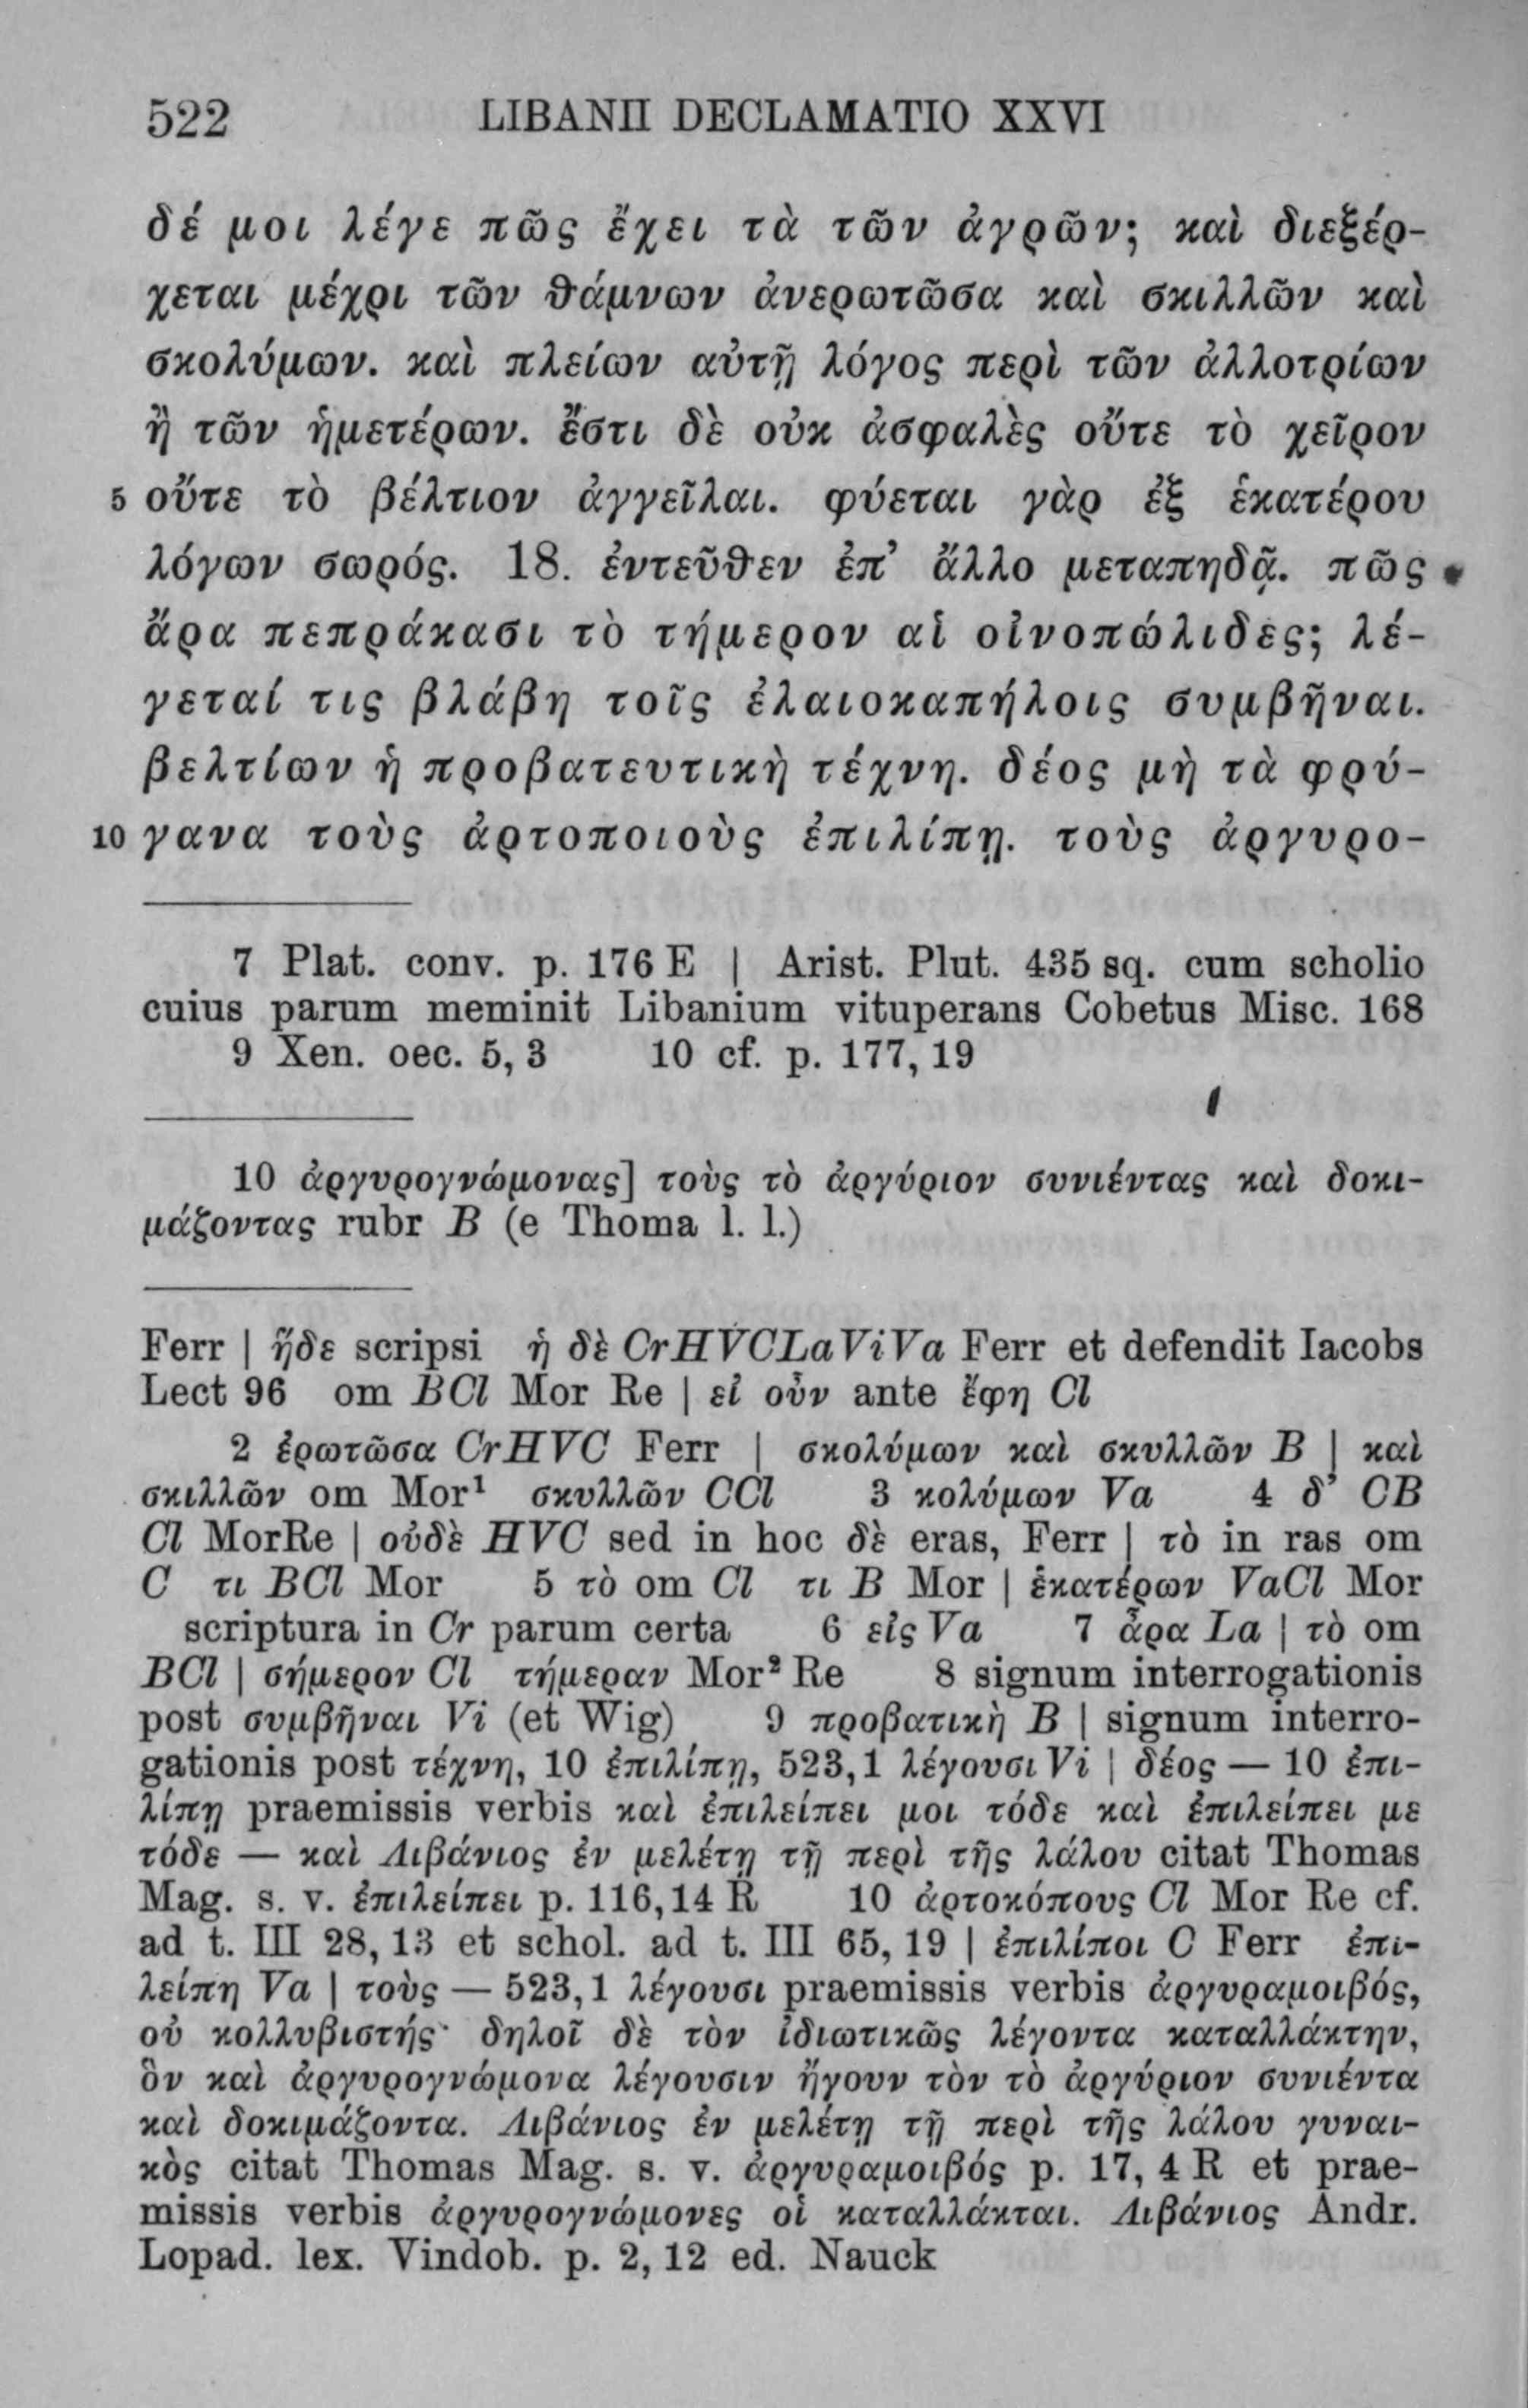 522 LIBANII DECLAMATIO XXVI
δέ μοι λέγε πῶς ἔχει τὰ τῶν ἀγρῶν; καὶ διεξέρ-
χεται μέχρι τῶν θάμνων ἀνερωτῶσα καὶ σκιλλῶν καὶ
σκολύμων. καὶ πλείων αὐτῇ λόγος περὶ τῶν ἀλλοτρίων
ἢ τῶν ἡμετέρων. ἔστι δὲ οὐκ ἀσφαλὲς οὔτε τὸ χεῖρον
5 οὔτε τὸ βέλτιον ἀγγεῖλαι. φύεται γὰρ ἐξ ἑκατέρου
λόγων σωρός. 18. ἐντεῦθεν ἐπ’ ἄλλο μεταπηδᾷ. πῶς
ἄρα πεπράκασι τὸ τήμερον αἱ οἰνοπώλιδες; λέ-
γεταί τις βλάβη τοῖς ἐλαιοκαπήλοις συμβῆναι.
βελτίων ἡ προβατευτικὴ τέχνη. δέος μὴ τὰ φρύ-
10 γανα τοὺς ἀρτοποιοὺς ἐπιλίπῃ. τοὺς ἀργυρο-
7 Plat. conv. p. 176 E | Arist. Plut. 435 sq. cum scholio
cuius parum meminit Libanium vituperans Cobetus Misc. 168
9 Xen. oec. 5, 3 10 cf. p. 177, 19
10 ἀργυρογνώμονας] τοὺς τὸ ἀργύριον συνιέντας καὶ δοκι-
μάζοντας rubr B (e Thoma l. l.)
Ferr | ἥδε scripsi ἡ δὲ CrHVCLaViVa Ferr et defendit Iacobs
Lect 96 om BCl Mor Re | εἰ οὖν ante ἔφη Cl
2 ἐρωτῶσα CrHVC Ferr | σκολύμων καὶ σκυλλῶν B | καὶ
σκιλλῶν om Mor¹ σκυλλῶν CCl 3 κολύμων Va 4 δ’ CB
Cl MorRe | οὐδὲ HVC sed in hoc δὲ eras, Ferr | τὸ in ras om
C τι BCl Mor 5 τὸ om Cl τι B Mor | ἑκατέρων VaCl Mor
scriptura in Cr parum certa 6 εἰς Va 7 ἆρα La | τὸ om
BCl | σήμερον Cl τήμεραν Mor² Re 8 signum interrogationis
post συμβῆναι Vi (et Wig) 9 προβατικὴ B | signum interro-
gationis post τέχνη, 10 ἐπιλίπῃ, 523,1 λέγουσι Vi | δέος — 10 ἐπι-
λίπῃ praemissis verbis καὶ ἐπιλείπει μοι τόδε καὶ ἐπιλείπει με
τόδε — καὶ Λιβάνιος ἐν μελέτῃ τῇ περὶ τῆς λάλου citat Thomas
Mag. s. v. ἐπιλείπει p. 116,14 R 10 ἀρτοκόπους Cl Mor Re cf.
ad t. III 28, 13 et schol. ad t. III 65, 19 | ἐπιλίποι C Ferr ἐπι-
λείπη Va | τοὺς — 523,1 λέγουσι praemissis verbis ἀργυραμοιβός,
οὐ κολλυβιστής· δηλοῖ δὲ τὸν ἰδιωτικῶς λέγοντα καταλλάκτην,
ὃν καὶ ἀργυρογνώμονα λέγουσιν ἤγουν τὸν τὸ ἀργύριον συνιέντα
καὶ δοκιμάζοντα. Λιβάνιος ἐν μελέτῃ τῇ περὶ τῆς λάλου γυναι-
κὸς citat Thomas Mag. s. v. ἀργυραμοιβός p. 17, 4 R et prae-
missis verbis ἀργυρογνώμονες οἱ καταλλάκται. Λιβάνιος Andr.
Lopad. lex. Vindob. p. 2, 12 ed. Nauck